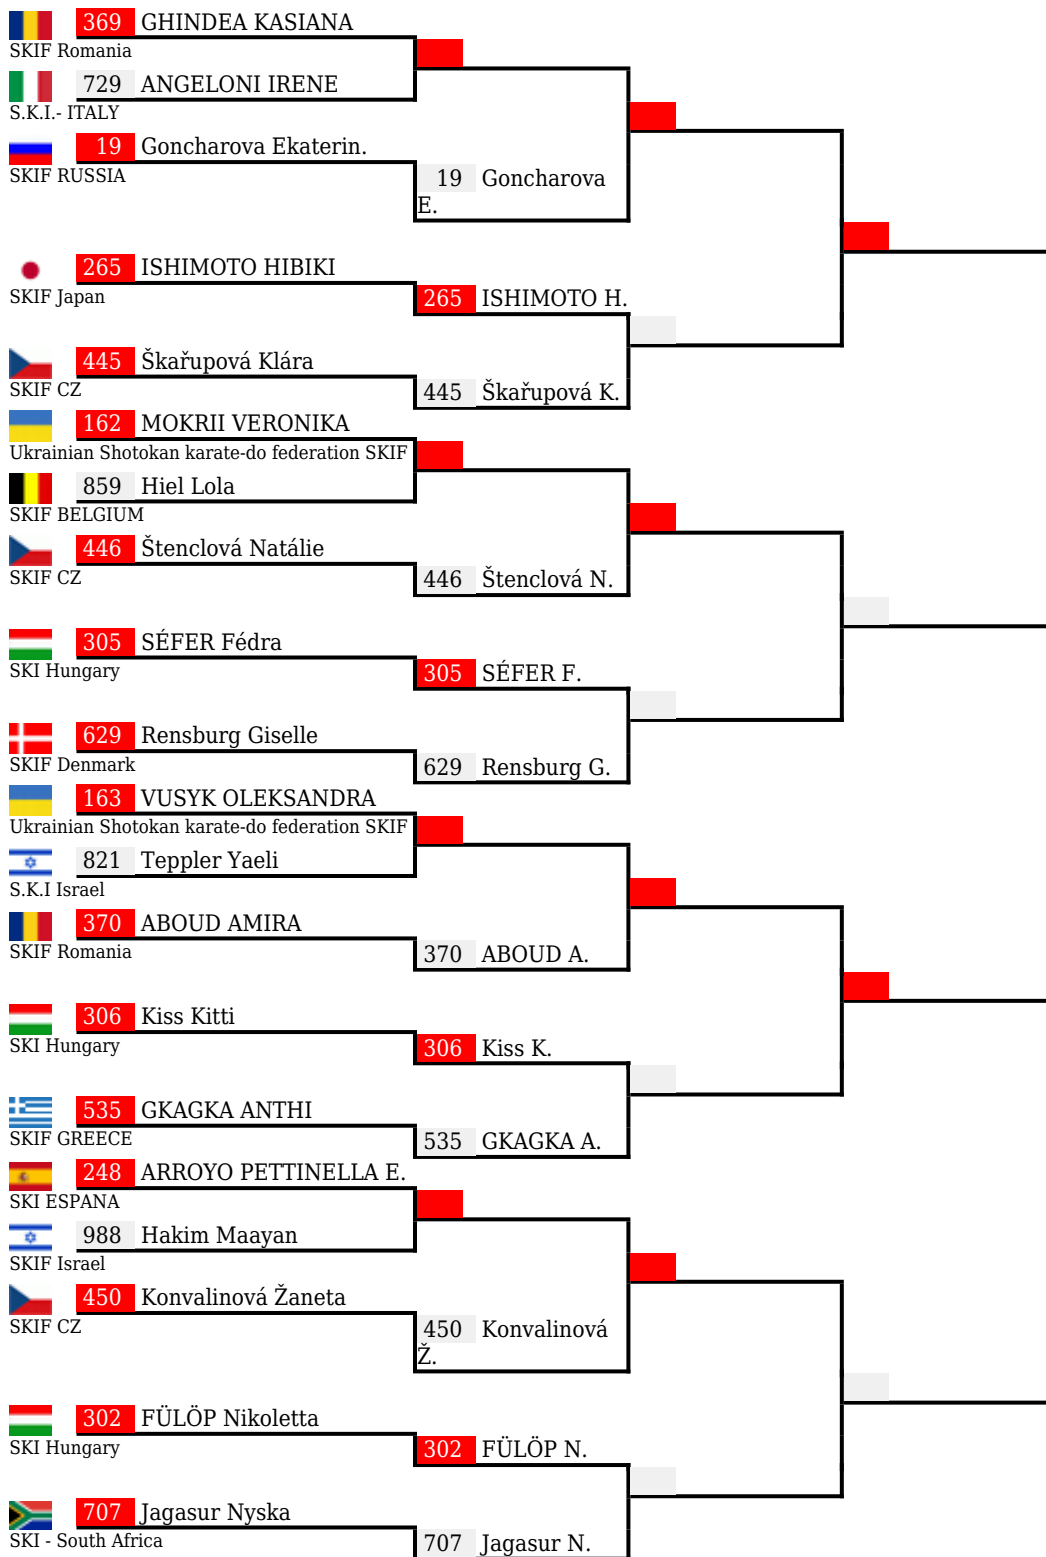 369 GHINDEA KASIANA
SKIF Romania
729 ANGELONI IRENE
S.K.I.- ITALY
19 Goncharova Ekaterin.
SKIF RUSSIA
19 Goncharova
E.
265 ISHIMOTO HIBIKI
SKIF Japan
265 ISHIMOTO H.
445 Škařupová Klára
SKIF CZ
445 Škařupová K.
162 MOKRII VERONIKA
Ukrainian Shotokan karate-do federation SKIF
859 Hiel Lola
SKIF BELGIUM
446 Štenclová Natálie
SKIF CZ
446 Štenclová N.
305 SÉFER Fédra
SKI Hungary
305 SÉFER F.
629 Rensburg Giselle
SKIF Denmark
629 Rensburg G.
163 VUSYK OLEKSANDRA
Ukrainian Shotokan karate-do federation SKIF
821 Teppler Yaeli
S.K.I Israel
370 ABOUD AMIRA
SKIF Romania
370 ABOUD A.
306 Kiss Kitti
SKI Hungary
306 Kiss K.
535 GKAGKA ANTHI
SKIF GREECE
535 GKAGKA A.
248 ARROYO PETTINELLA E.
SKI ESPANA
988 Hakim Maayan
SKIF Israel
450 Konvalinová Žaneta
SKIF CZ
450 Konvalinová
Ž.
302 FÜLÖP Nikoletta
SKI Hungary
302 FÜLÖP N.
707 Jagasur Nyska
SKI - South Africa
707 Jagasur N.